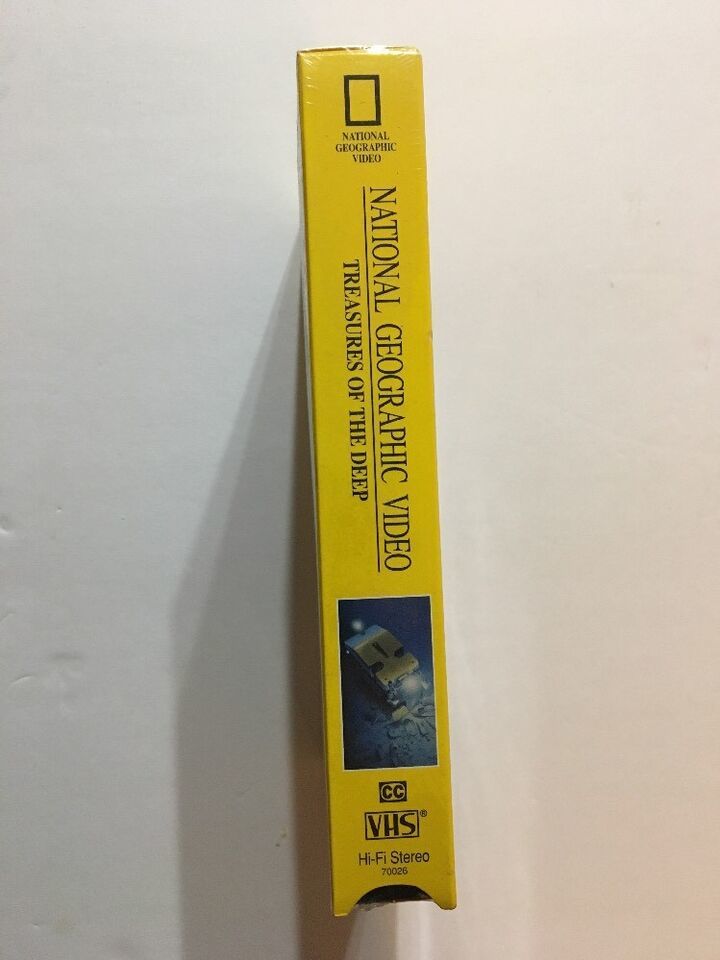 NATIONAL
GEOGRAPHIC
VIDEO
NATIONAL GEOGRAPHIC VIDEO
TREASURES OF THE DEEP
CC
VHS®
Hi-Fi Stereo
70026